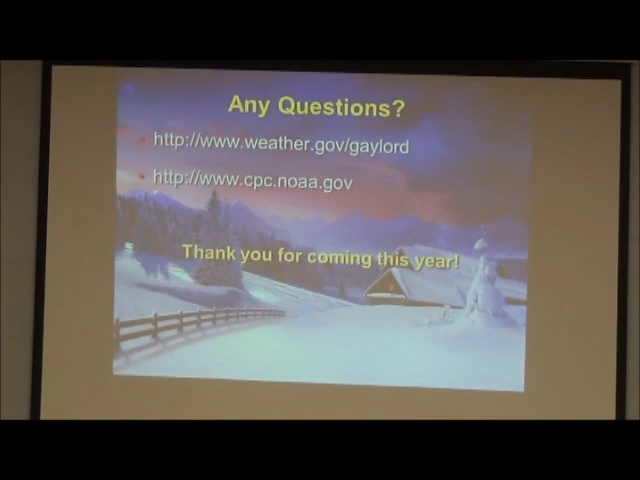 Any Questions?
http://www.weather.gov/gaylord
http://www.cpc.noaa.gov
Thank you for coming this year!